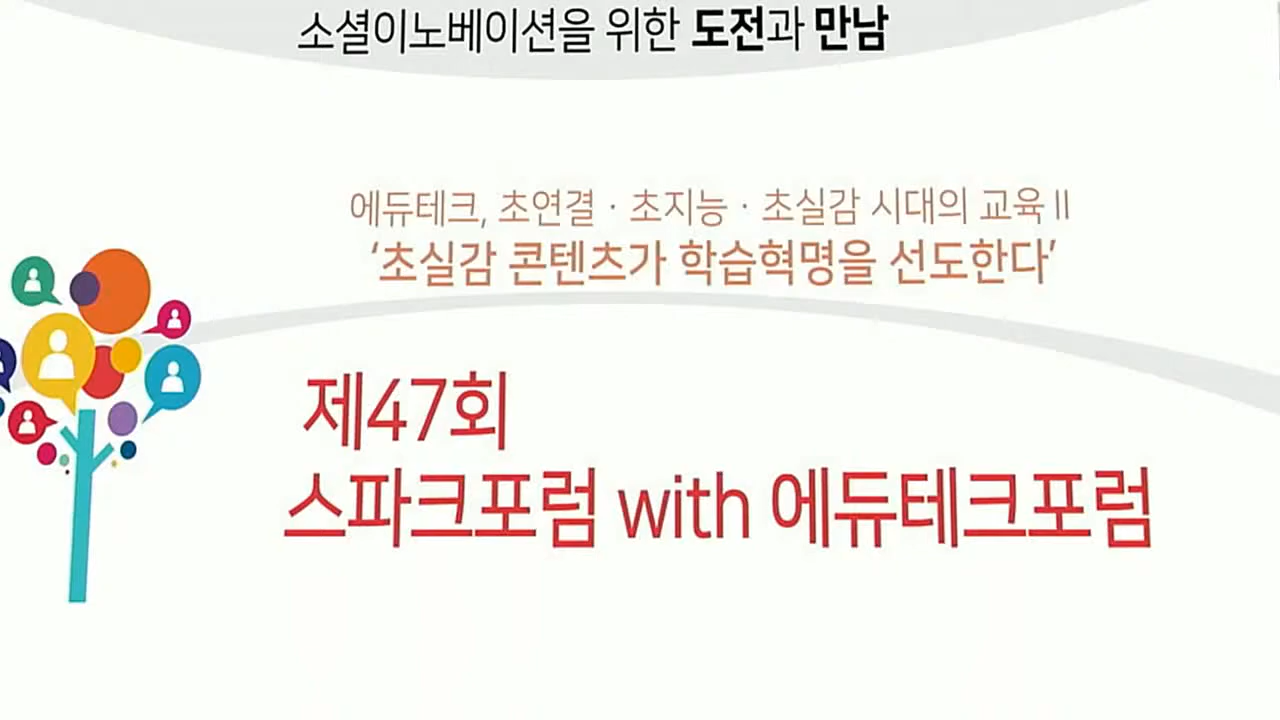 소셜이노베이션을 위한 도전과 만남
에듀테크, 초연결 · 초지능 · 초실감 시대의 교육 Ⅱ
‘초실감 콘텐츠가 학습혁명을 선도한다’
제47회
스파크포럼 with 에듀테크포럼